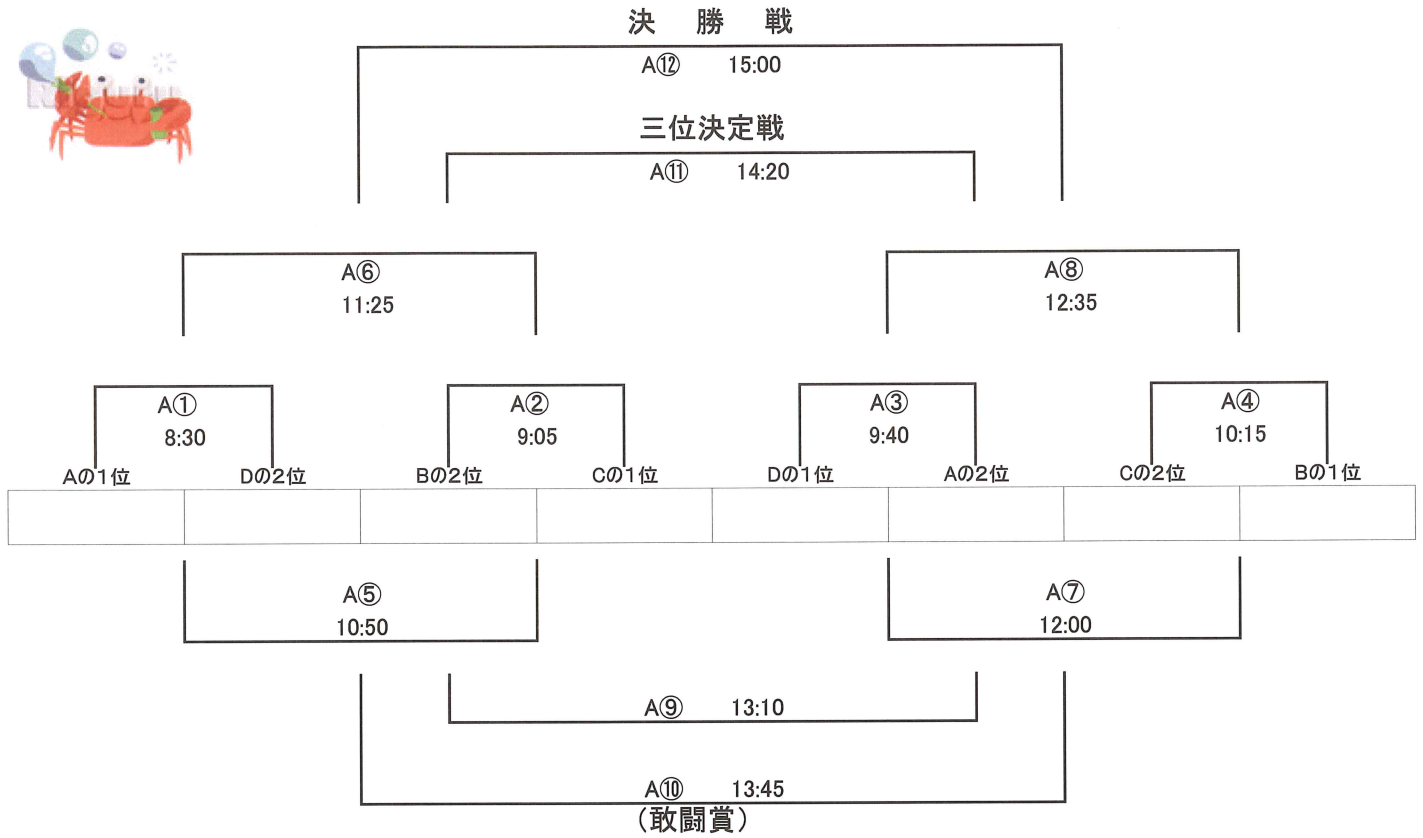 決 勝 戦
A⑫ 15:00
三位決定戦
A⑪ 14:20
A⑥
11:25
A⑧
12:35
A①
8:30
A②
9:05
A③
9:40
A④
10:15
Aの1位 Dの2位 Bの2位 Cの1位 Dの1位 Aの2位 Cの2位 Bの1位
A⑤
10:50
A⑦
12:00
A⑨ 13:10
A⑩ 13:45
（敢闘賞）